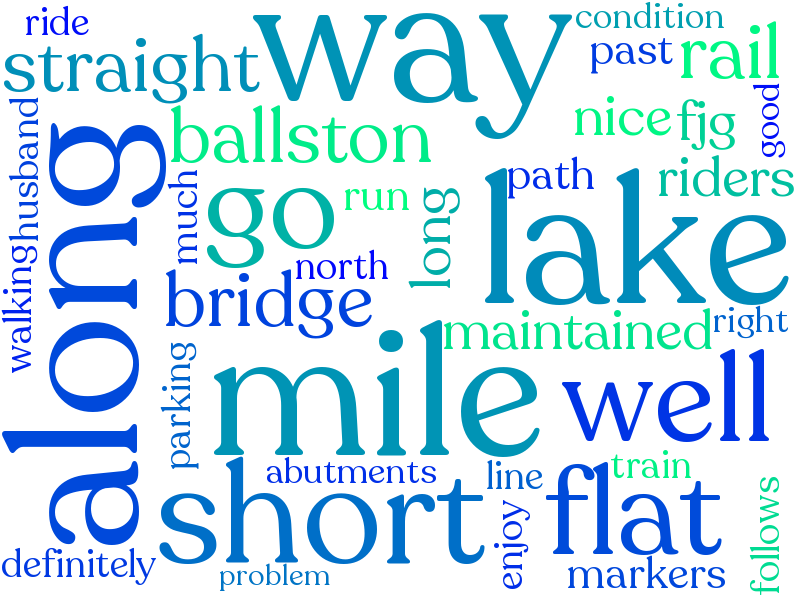 ride
condition
way
straight
past
rail
husband
good
ballston
nice
fjg
along
much
go
run
long
path
riders
lake
walking
north
bridge
maintained
right
mile
parking
well
abutments
line
train
short
flat
enjoy
follows
definitely
problem
markers